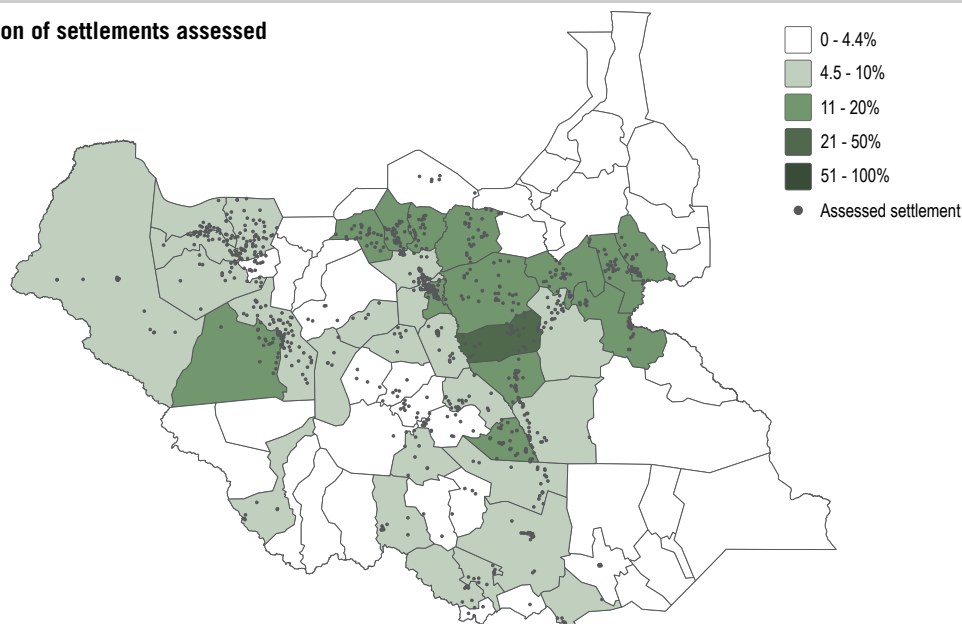 on of settlements assessed
0 - 4.4%
4.5 - 10%
11 - 20%
21 - 50%
51 - 100%
Assessed settlement